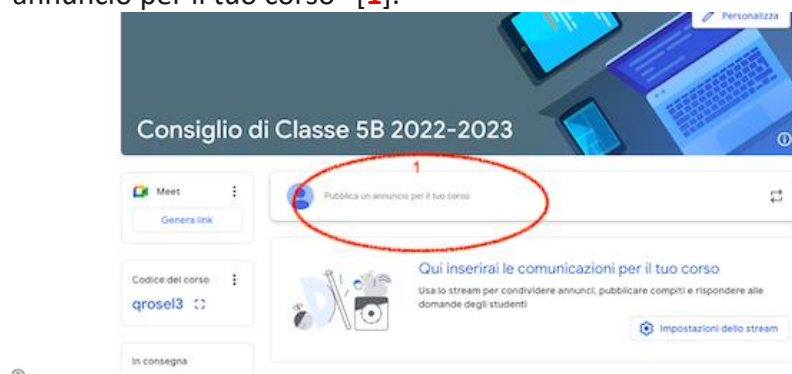 annuncio per il tuo corso" [1].
Personalizza
Consiglio di Classe 5B 2022-2023
1
Meet
Pubblica un annuncio per il tuo corso
Genera link
Codice del corso
qrosel3
Qui inserirai le comunicazioni per il tuo corso
Usa lo stream per condividere annunci, pubblicare compiti e rispondere alle
domande degli studenti
Impostazioni dello stream
In consegna